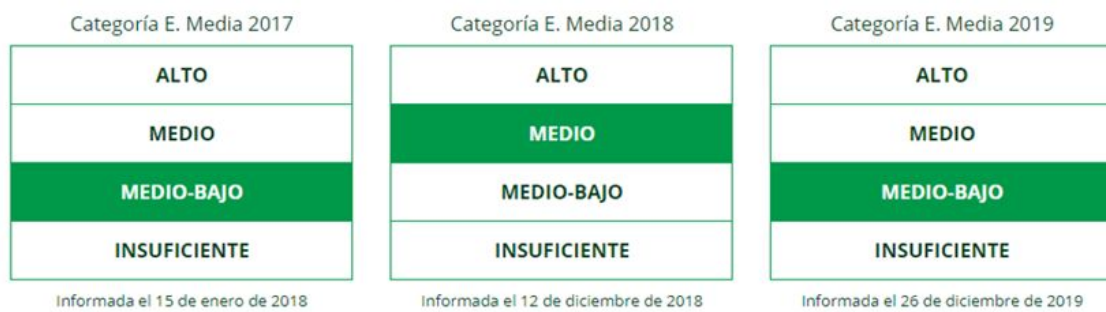 Categoría E. Media 2017
ALTO
MEDIO
MEDIO-BAJO
INSUFICIENTE
Informada el 15 de enero de 2018
Categoría E. Media 2018
ALTO
MEDIO
MEDIO-BAJO
INSUFICIENTE
Informada el 12 de diciembre de 2018
Categoría E. Media 2019
ALTO
MEDIO
MEDIO-BAJO
INSUFICIENTE
Informada el 26 de diciembre de 2019